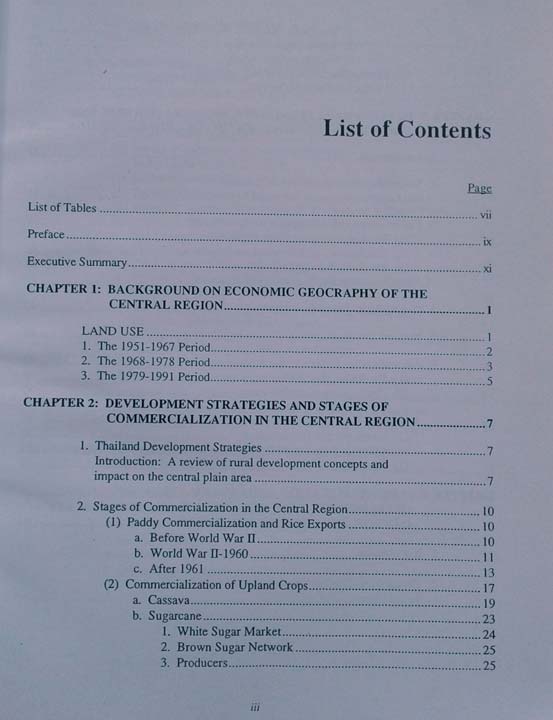 List of Contents
Page
List of Tables ........ vii
Preface ........ ix
Executive Summary ........ xi
CHAPTER 1: BACKGROUND ON ECONOMIC GEOGRAPHY OF THE
CENTRAL REGION ........ 1
LAND USE ........ 1
1. The 1951-1967 Period ........ 2
2. The 1968-1978 Period ........ 3
3. The 1979-1991 Period ........ 5
CHAPTER 2: DEVELOPMENT STRATEGIES AND STAGES OF
COMMERCIALIZATION IN THE CENTRAL REGION ........ 7
1. Thailand Development Strategies ........ 7
Introduction: A review of rural development concepts and
impact on the central plain area ........ 7
2. Stages of Commercialization in the Central Region ........ 10
(1) Paddy Commercialization and Rice Exports ........ 10
a. Before World War II ........ 10
b. World War II-1960 ........ 11
c. After 1961 ........ 13
(2) Commercialization of Upland Crops ........ 17
a. Cassava ........ 19
b. Sugarcane ........ 23
1. White Sugar Market ........ 24
2. Brown Sugar Network ........ 25
3. Producers ........ 25
iii